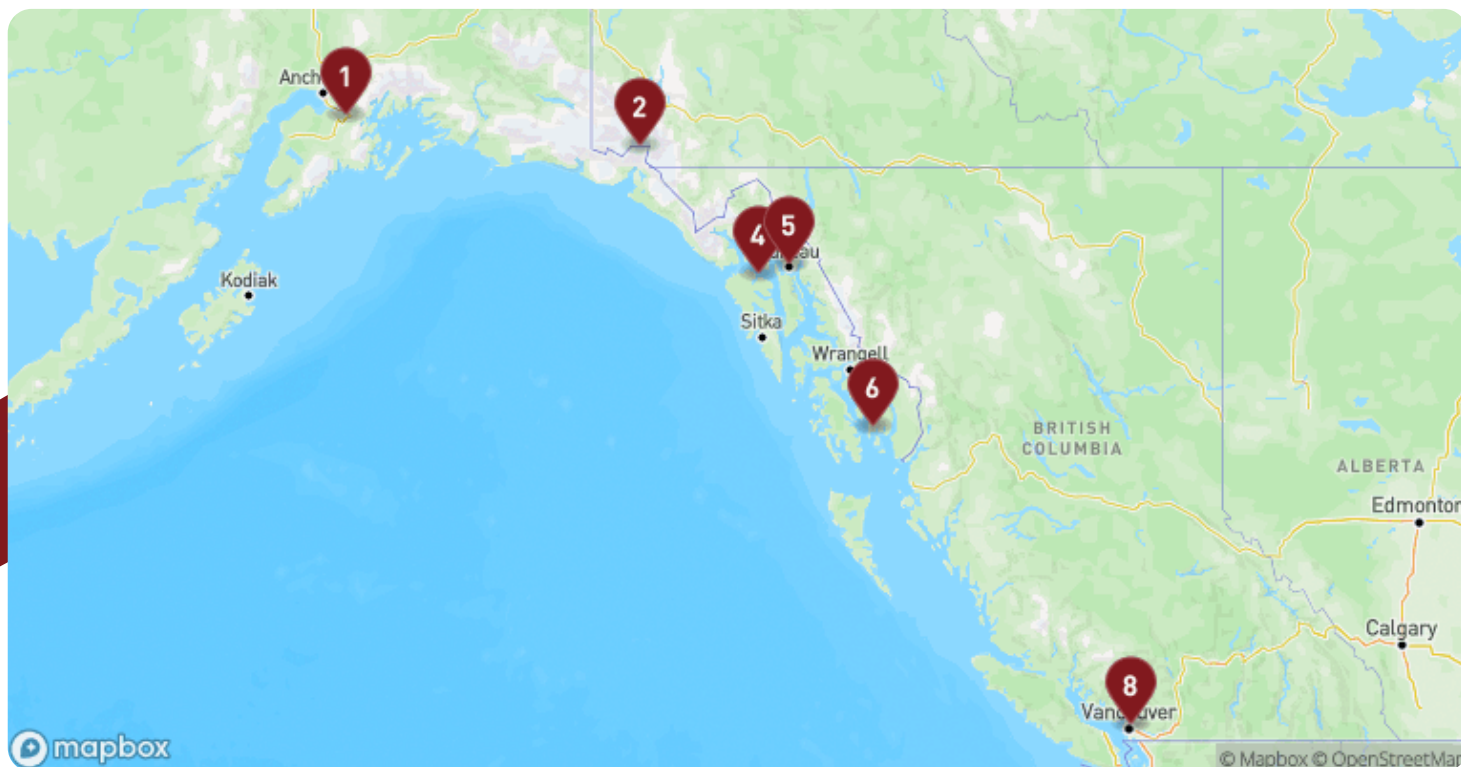 1
Anch
2
4
5
au
Kodiak
Sitka
Wrangell
6
BRITISH
COLUMBIA
ALBERTA
Edmonton
Calgary
8
Vancouver
mapbox
© Mapbox © OpenStreetMap